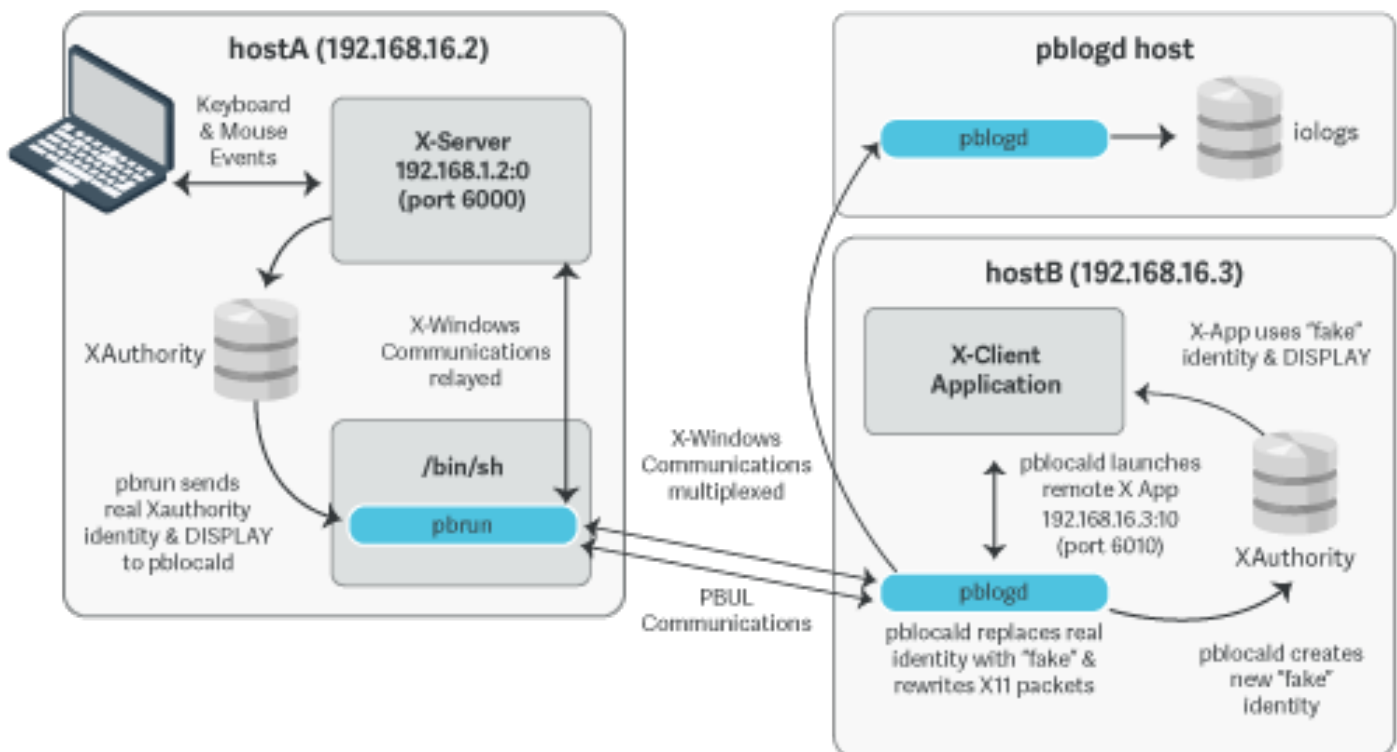 hostA (192.168.16.2)
Keyboard
& Mouse
Events
X-Server
192.168.1.2:0
(port 6000)
XAuthority
X-Windows
Communications
relayed
/bin/sh
pbrun
pbrun sends
real Xauthority
identity & DISPLAY
to pblocald
X-Windows
Communications
multiplexed
PBUL
Communications
pblogd host
pblogd
iologs
hostB (192.168.16.3)
X-Client
Application
X-App uses "fake"
identity & DISPLAY
pblocald launches
remote X App
192.168.16.3:10
(port 6010)
XAuthority
pblogd
pblocald replaces real
identity with "fake" &
rewrites X11 packets
pblocald creates
new "fake"
identity